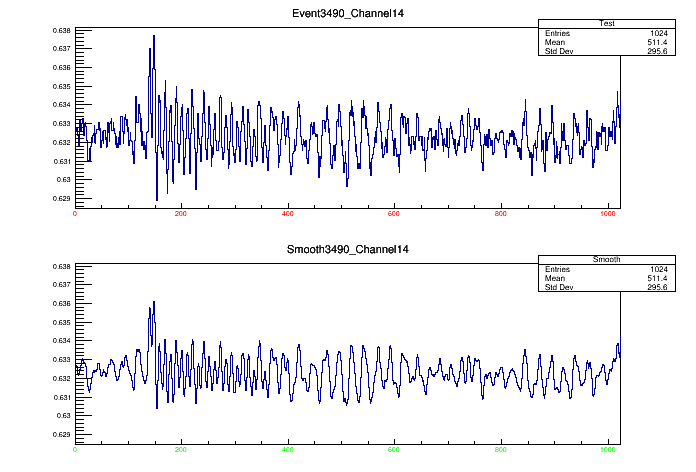 Event3490_Channel14
Test
Entries 1024
Mean 511.4
Std Dev 295.6
0.638
0.637
0.636
0.635
0.634
0.633
0.632
0.631
0.63
0.629
0 200 400 600 800 1000
Smooth3490_Channel14
Smooth
Entries 1024
Mean 511.4
Std Dev 295.6
0.638
0.637
0.636
0.635
0.634
0.633
0.632
0.631
0.63
0.629
0 200 400 600 800 1000